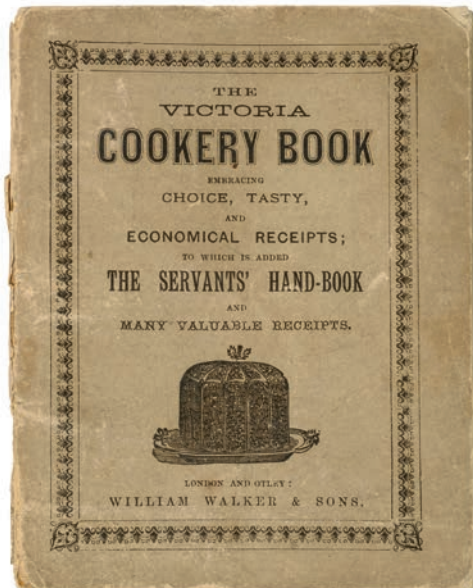 THE
VICTORIA
COOKERY BOOK
EMBRACING
CHOICE, TASTY,
AND
ECONOMICAL RECEIPTS;
TO WHICH IS ADDED
THE SERVANTS' HAND-BOOK
AND
MANY VALUABLE RECEIPTS.
LONDON AND OTLEY:
WILLIAM WALKER & SONS.